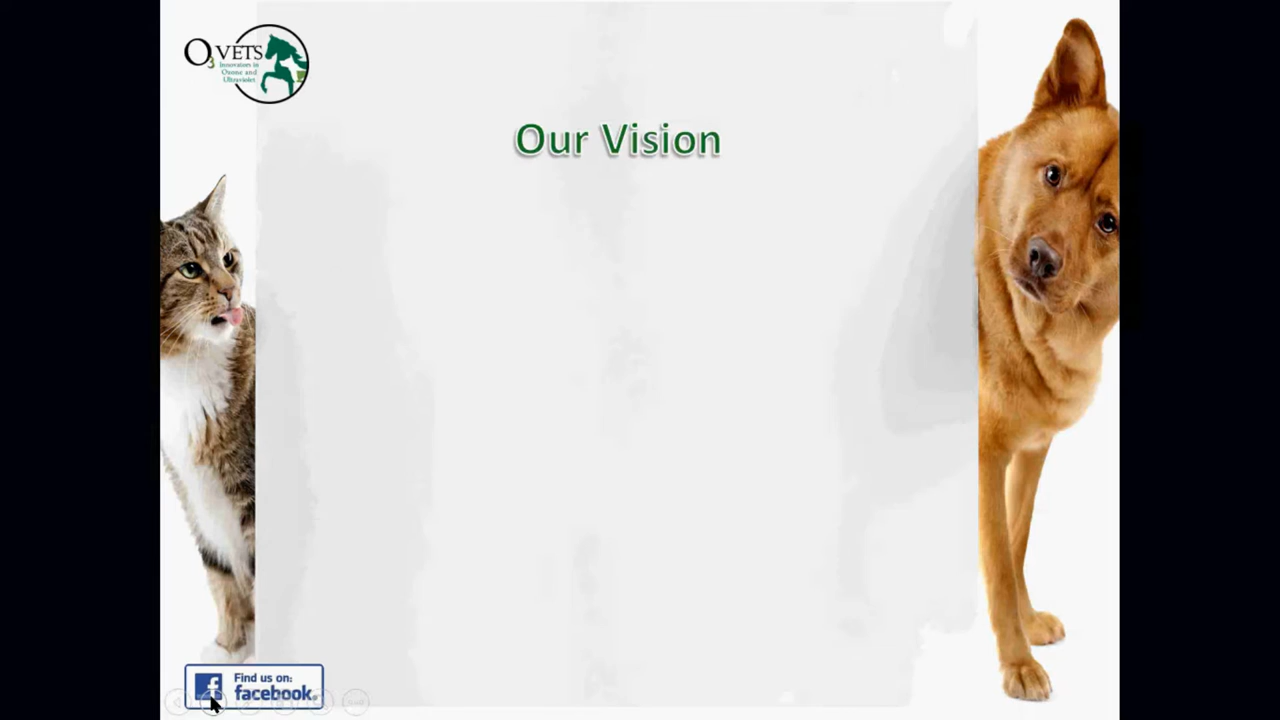 O3VETS
Innovators in
Ozone and
Ultraviolet
Our Vision
Find us on:
facebook